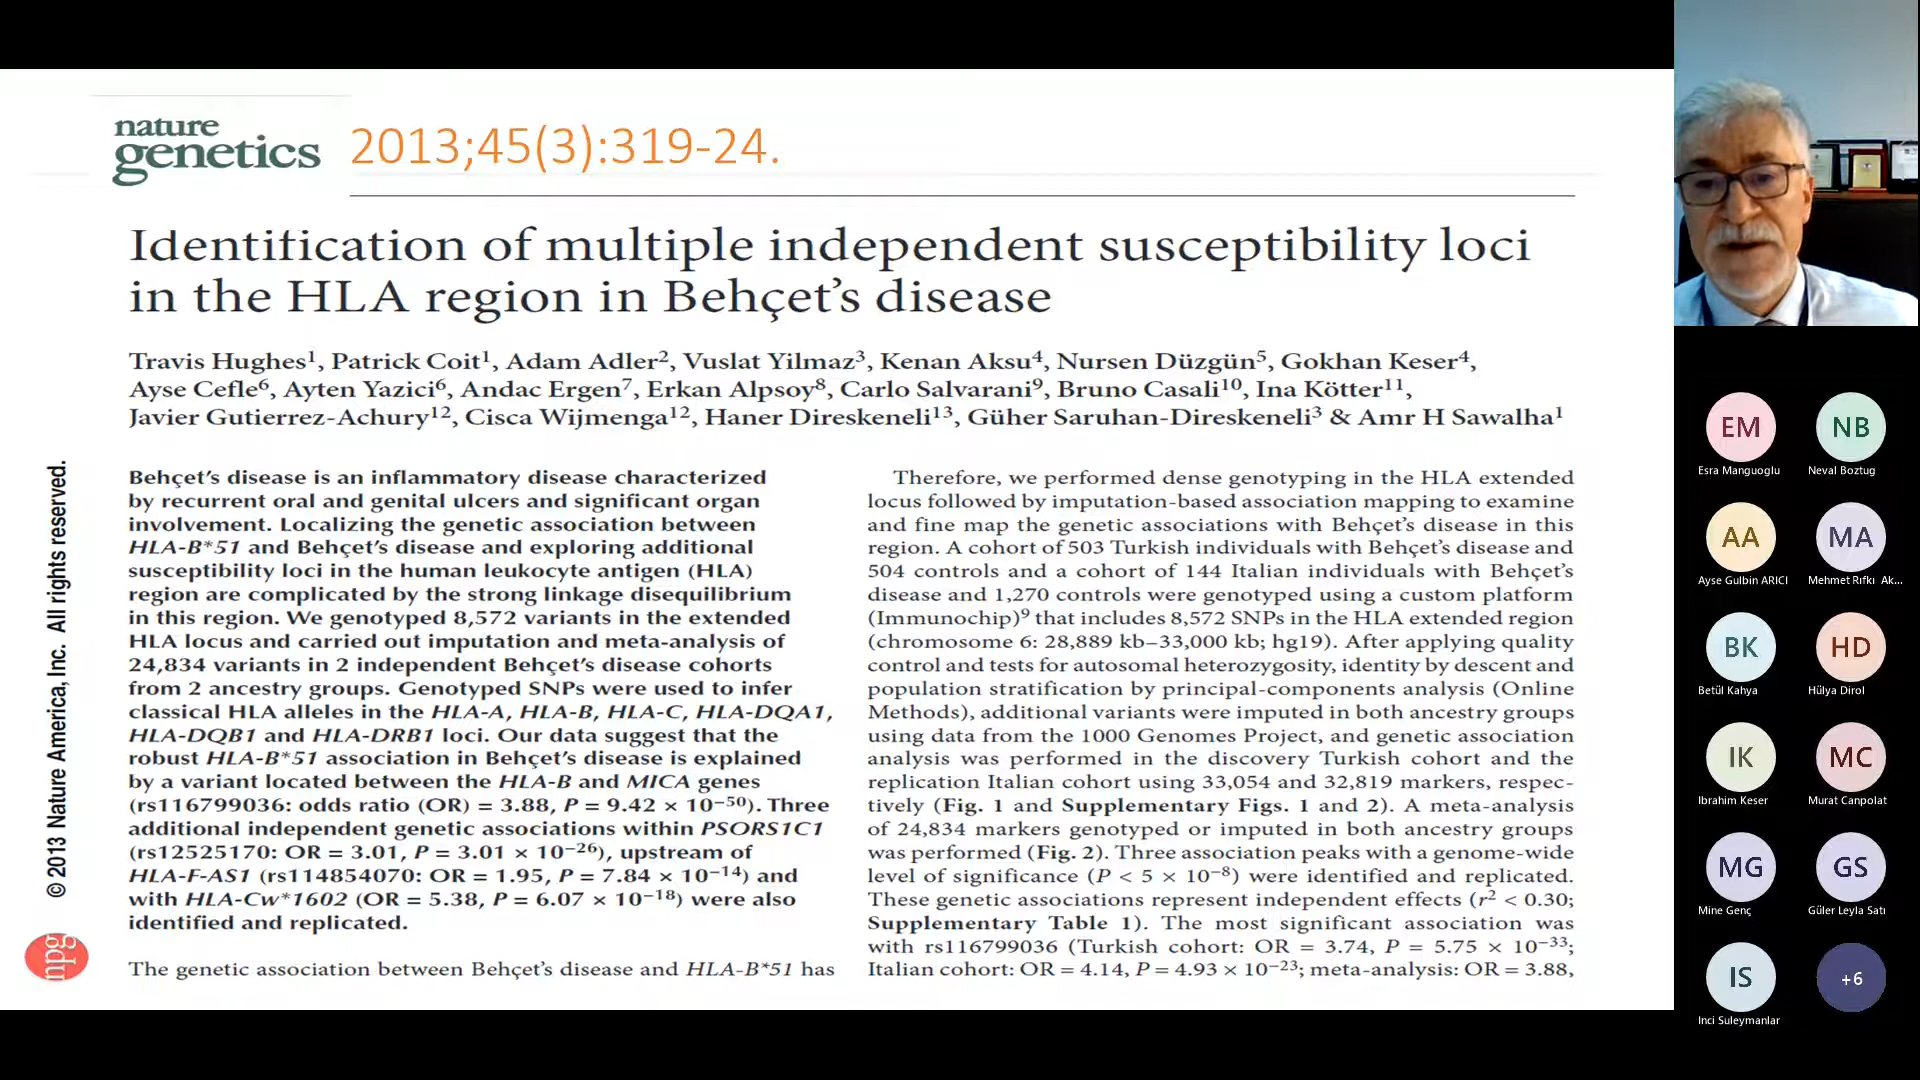 nature
genetics
2013;45(3):319-24.
Identification of multiple independent susceptibility loci
in the HLA region in Behçet's disease
Travis Hughes1, Patrick Coit1, Adam Adler2, Vuslat Yilmaz3, Kenan Aksu4, Nursen Düzgün5, Gokhan Keser4,
Ayse Cefle6, Ayten Yazici6, Andac Ergen7, Erkan Alpsoy8, Carlo Salvarani9, Bruno Casali10, Ina Kötter11,
Javier Gutierrez-Achury12, Cisca Wijmenga12, Haner Direskeneli13, Güher Saruhan-Direskeneli3 & Amr H Sawalha1
Behçet's disease is an inflammatory disease characterized
by recurrent oral and genital ulcers and significant organ
involvement. Localizing the genetic association between
HLA-B*51 and Behçet's disease and exploring additional
susceptibility loci in the human leukocyte antigen (HLA)
region are complicated by the strong linkage disequilibrium
in this region. We genotyped 8,572 variants in the extended
HLA locus and carried out imputation and meta-analysis of
24,834 variants in 2 independent Behçet's disease cohorts
from 2 ancestry groups. Genotyped SNPs were used to infer
classical HLA alleles in the HLA-A, HLA-B, HLA-C, HLA-DQA1,
HLA-DQB1 and HLA-DRB1 loci. Our data suggest that the
robust HLA-B*51 association in Behçet's disease is explained
by a variant located between the HLA-B and MICA genes
(rs116799036: odds ratio (OR) = 3.88, P = 9.42 × 10−50). Three
additional independent genetic associations within PSORS1C1
(rs12525170: OR = 3.01, P = 3.01 × 10−26), upstream of
HLA-F-AS1 (rs114854070: OR = 1.95, P = 7.84 × 10−14) and
with HLA-Cw*1602 (OR = 5.38, P = 6.07 × 10−18) were also
identified and replicated.
The genetic association between Behçet's disease and HLA-B*51 has
Therefore, we performed dense genotyping in the HLA extended
locus followed by imputation-based association mapping to examine
and fine map the genetic associations with Behçet's disease in this
region. A cohort of 503 Turkish individuals with Behçet's disease and
504 controls and a cohort of 144 Italian individuals with Behçet's
disease and 1,270 controls were genotyped using a custom platform
(Immunochip)9 that includes 8,572 SNPs in the HLA extended region
(chromosome 6: 28,889 kb–33,000 kb; hg19). After applying quality
control and tests for autosomal heterozygosity, identity by descent and
population stratification by principal-components analysis (Online
Methods), additional variants were imputed in both ancestry groups
using data from the 1000 Genomes Project, and genetic association
analysis was performed in the discovery Turkish cohort and the
replication Italian cohort using 33,054 and 32,819 markers, respec-
tively (Fig. 1 and Supplementary Figs. 1 and 2). A meta-analysis
of 24,834 markers genotyped or imputed in both ancestry groups
was performed (Fig. 2). Three association peaks with a genome-wide
level of significance (P < 5 × 10−8) were identified and replicated.
These genetic associations represent independent effects (r2 < 0.30;
Supplementary Table 1). The most significant association was
with rs116799036 (Turkish cohort: OR = 3.74, P = 5.75 × 10−33;
Italian cohort: OR = 4.14, P = 4.93 × 10−23; meta-analysis: OR = 3.88,
© 2013 Nature America, Inc. All rights reserved.
npg
EM
Esra Manguoglu
NB
Neval Boztug
AA
Ayse Gulbin ARICI
MA
Mehmet Rıfkı Ak...
BK
Betül Kahya
HD
Hülya Dirol
IK
Ibrahim Keser
MC
Murat Canpolat
MG
Mine Genç
GS
Güler Leyla Satı
IS
Inci Suleymanlar
+6